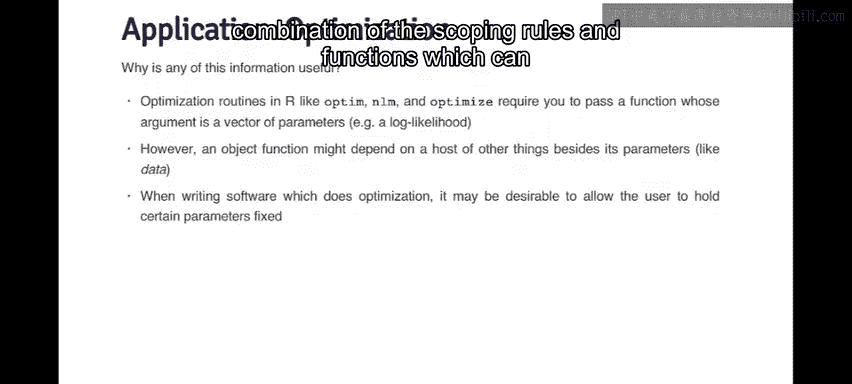 Application: Optimization
combination of the scoping rules and
functions which can
Why is any of this information useful?
· Optimization routines in R like optim, nlm, and optimize require you to pass a function whose
argument is a vector of parameters (e.g. a log-likelihood)
· However, an object function might depend on a host of other things besides its parameters (like
data)
· When writing software which does optimization, it may be desirable to allow the user to hold
certain parameters fixed